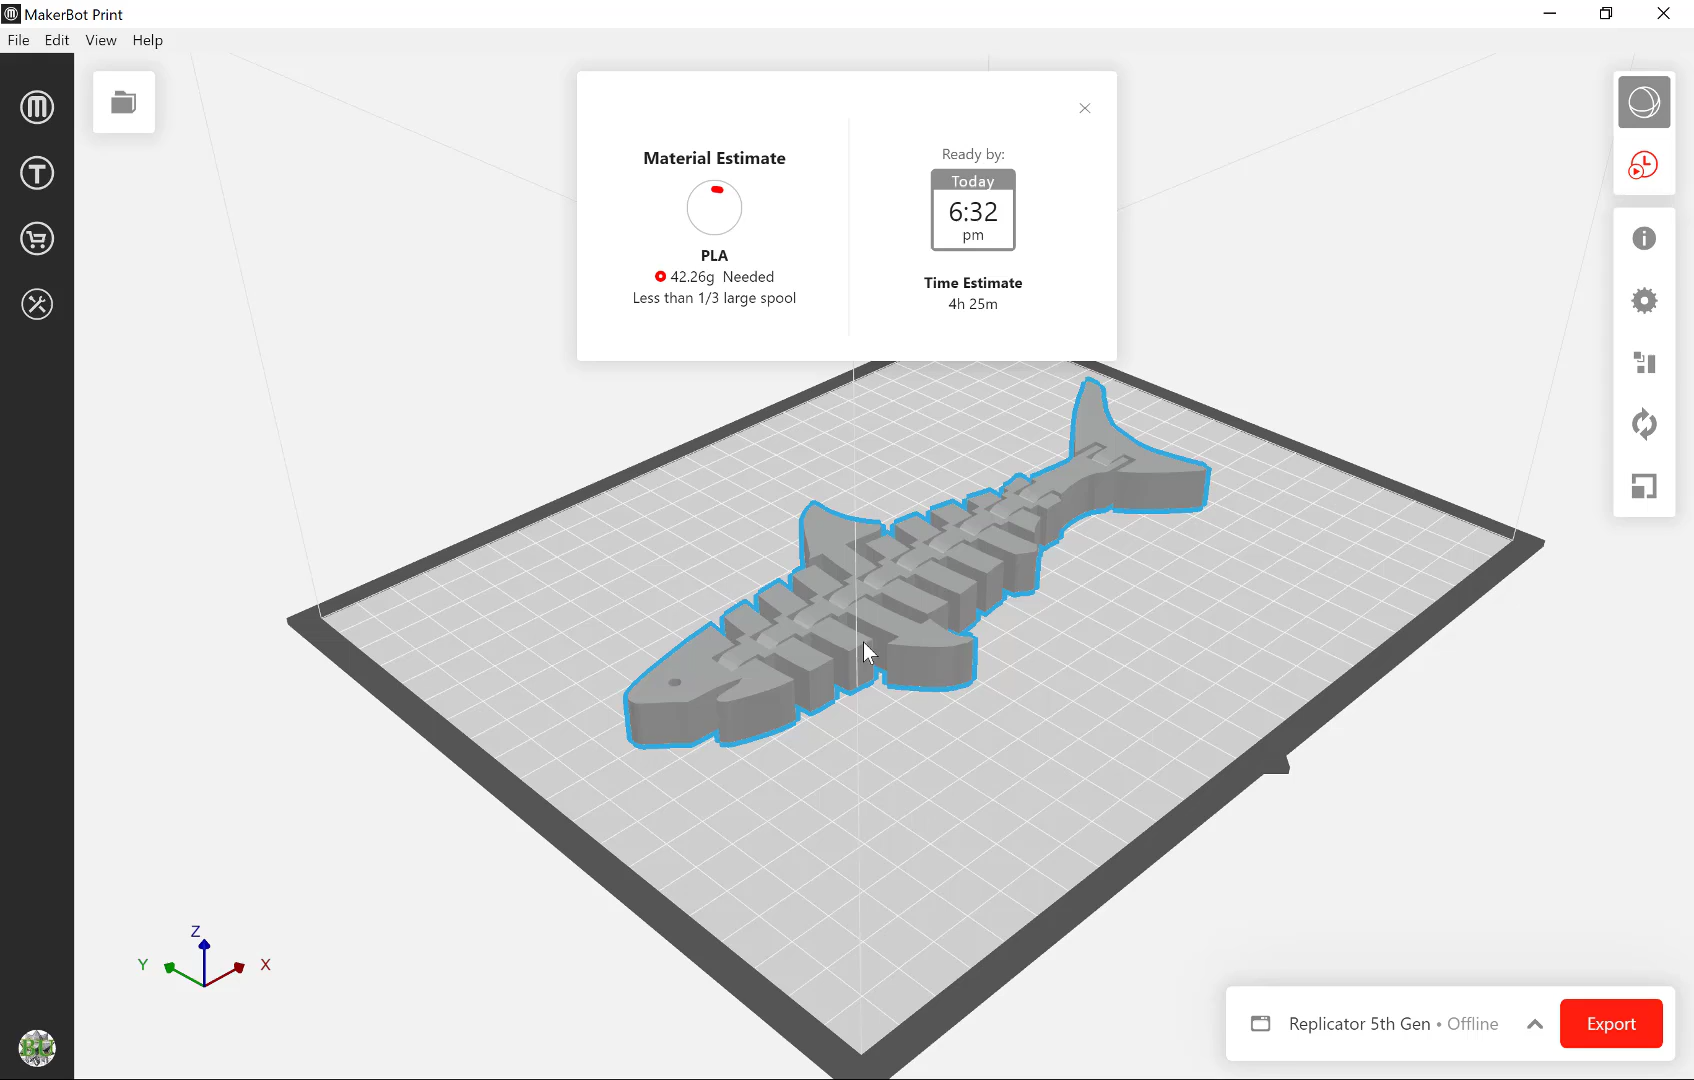 MakerBot Print
File Edit View Help
Material Estimate
PLA
42.26g Needed
Less than 1/3 large spool
Ready by:
Today
6:32
pm
Time Estimate
4h 25m
Z
Y
X
Replicator 5th Gen • Offline
Export